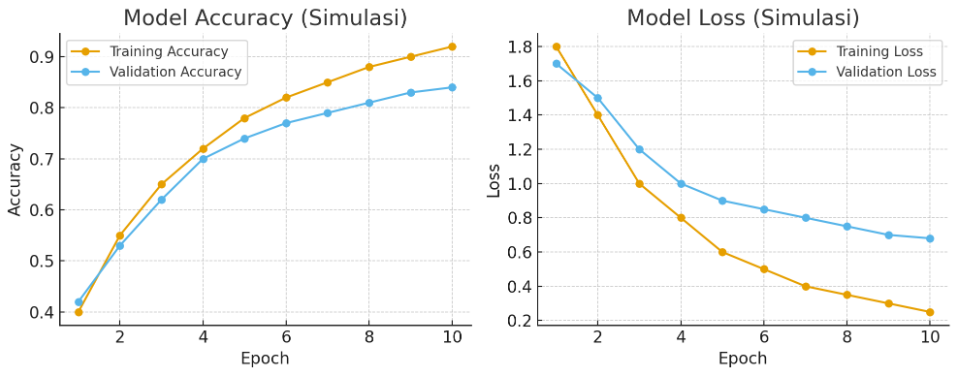 Model Accuracy (Simulasi)
Training Accuracy
Validation Accuracy
0.9
0.8
0.7
0.6
0.5
0.4
Accuracy
2 4 6 8 10
Epoch
Model Loss (Simulasi)
Training Loss
Validation Loss
1.8
1.6
1.4
1.2
1.0
0.8
0.6
0.4
0.2
Loss
2 4 6 8 10
Epoch